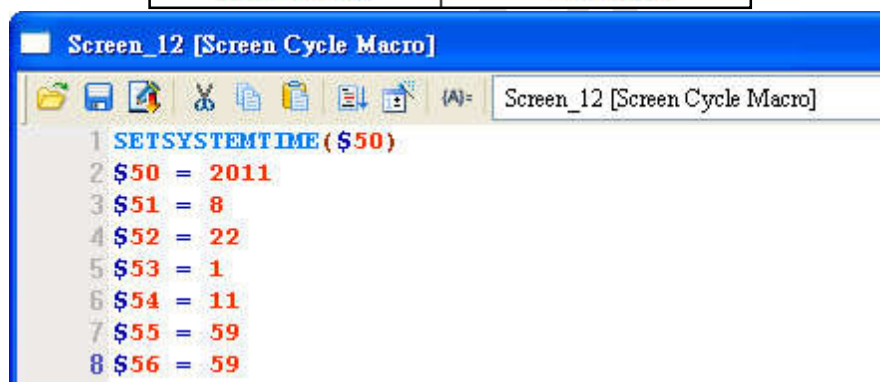 Screen_12 [Screen Cycle Macro]
{A}= Screen_12 [Screen Cycle Macro]
1 SETSYSTEMTIME($50)
2 $50 = 2011
3 $51 = 8
4 $52 = 22
5 $53 = 1
6 $54 = 11
7 $55 = 59
8 $56 = 59